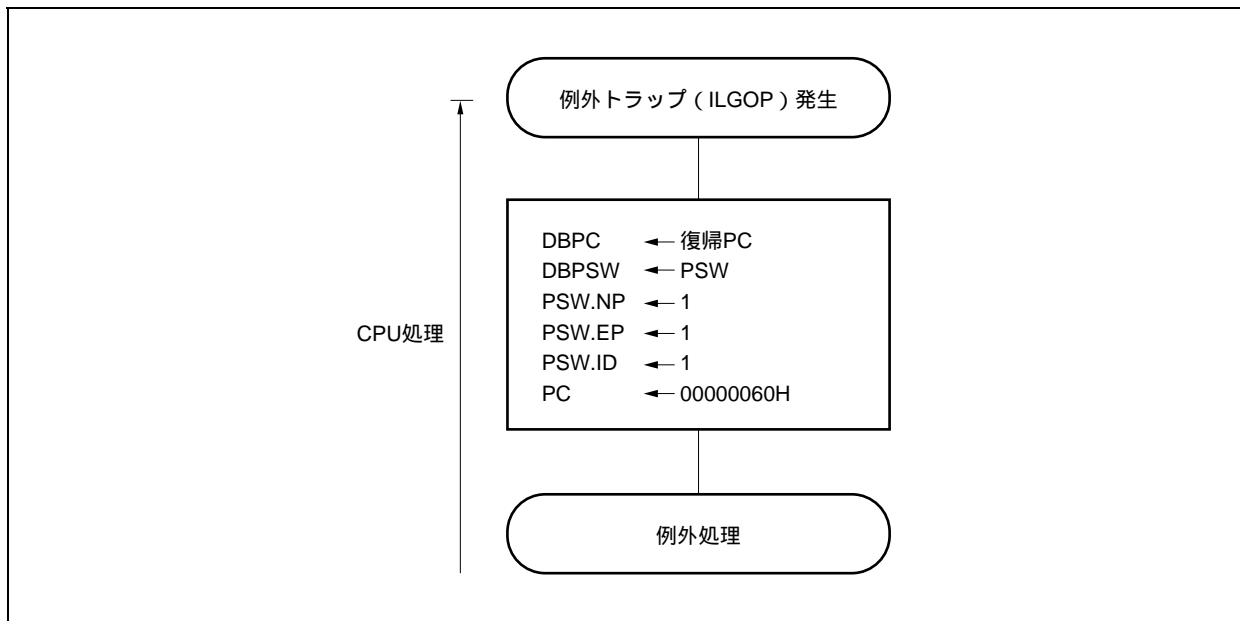 例外トラップ（ILGOP）発生
DBPC ← 復帰PC
DBPSW ← PSW
PSW.NP ← 1
PSW.EP ← 1
PSW.ID ← 1
PC ← 00000060H
CPU処理
例外処理